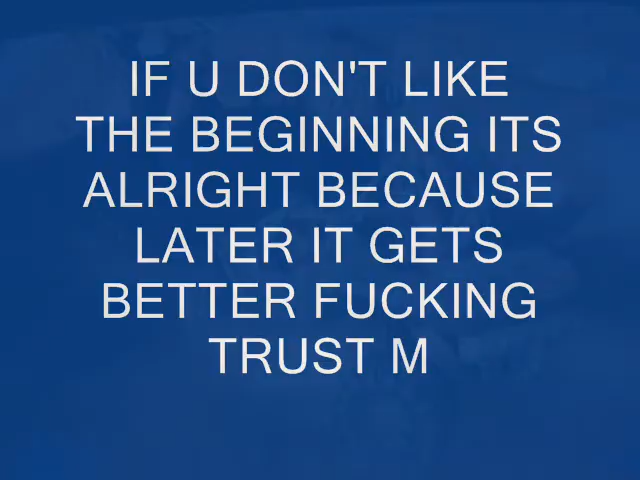 IF U DON'T LIKE
THE BEGINNING ITS
ALRIGHT BECAUSE
LATER IT GETS
BETTER FUCKING
TRUST M